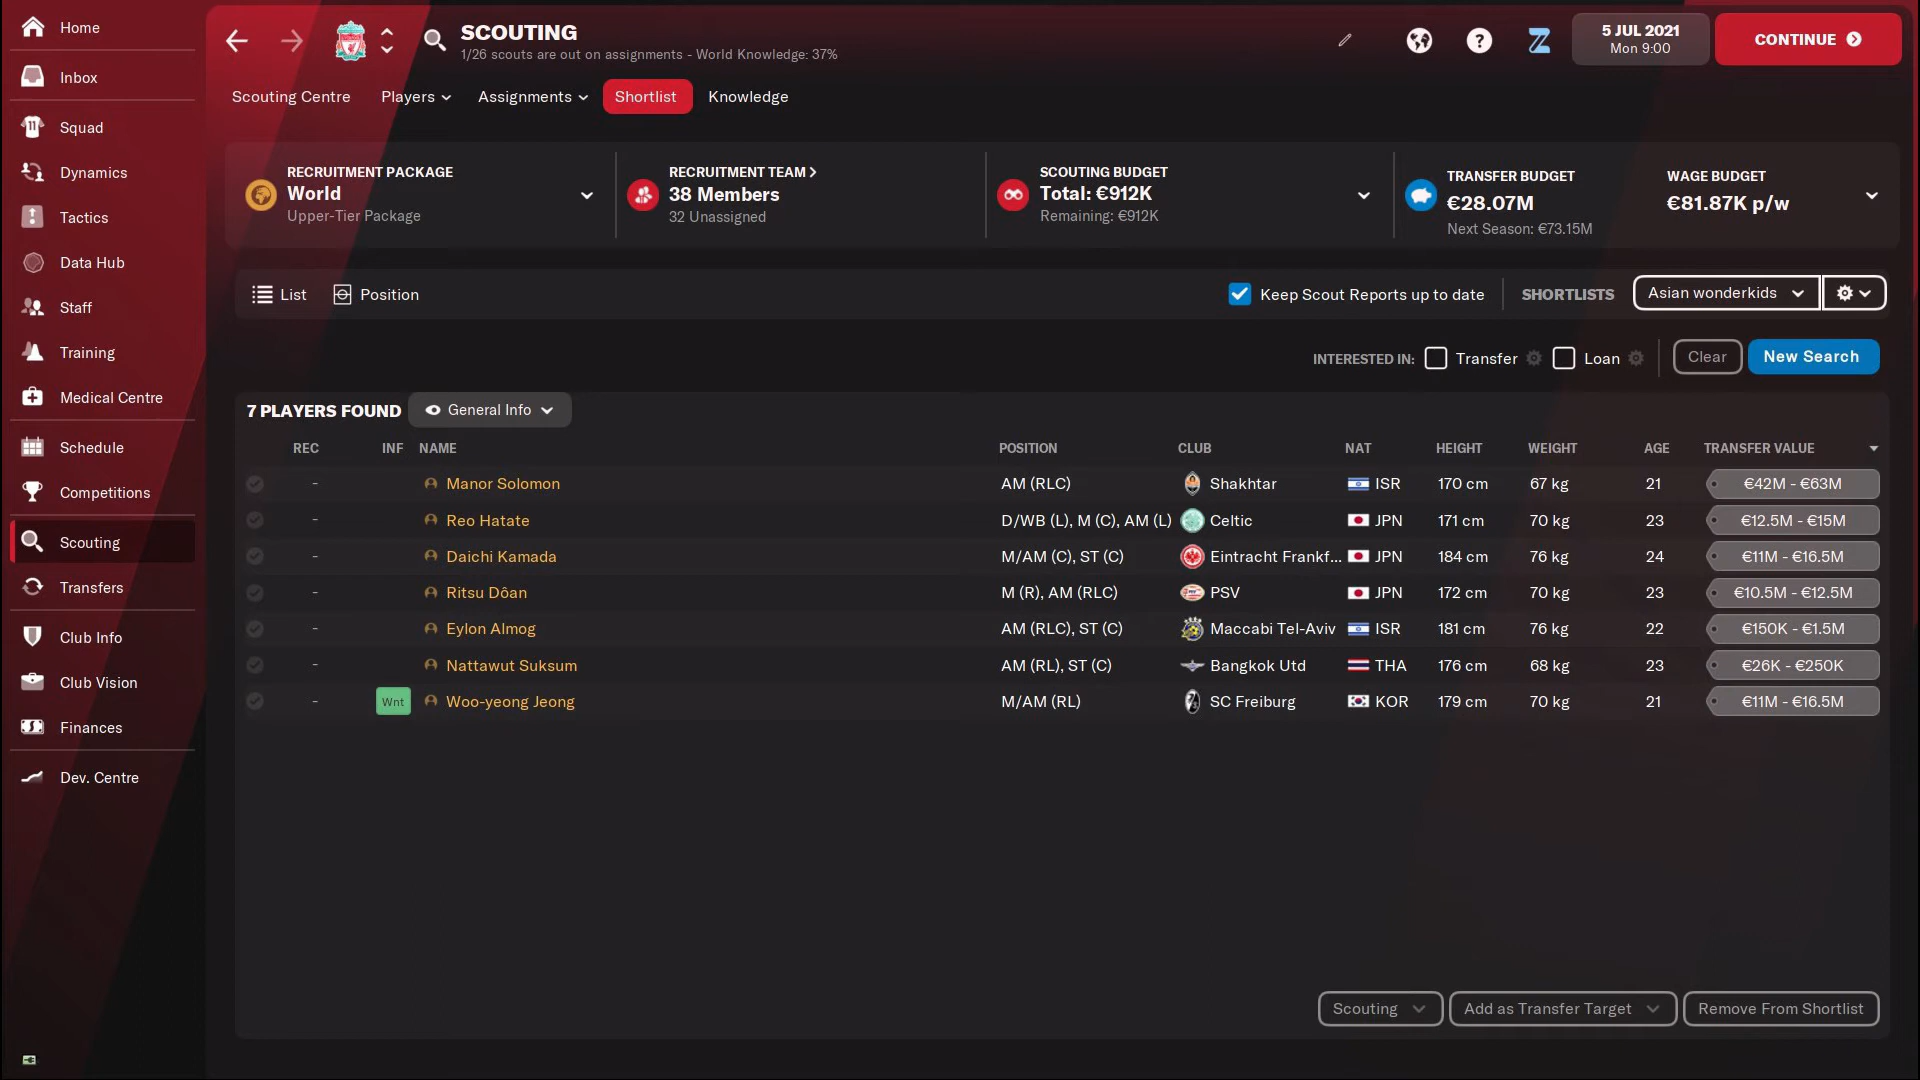 Home
Inbox
Squad
Dynamics
Tactics
Data Hub
Staff
Training
Medical Centre
Schedule
Competitions
Scouting
Transfers
Club Info
Club Vision
Finances
Dev. Centre
SCOUTING
1/26 scouts are out on assignments - World Knowledge: 37%
5 JUL 2021
Mon 9:00
CONTINUE
Scouting Centre Players Assignments Shortlist Knowledge
RECRUITMENT PACKAGE
World
Upper-Tier Package
RECRUITMENT TEAM
38 Members
32 Unassigned
SCOUTING BUDGET
Total: €912K
Remaining: €912K
TRANSFER BUDGET
€28.07M
Next Season: €73.15M
WAGE BUDGET
€81.87K p/w
List Position Keep Scout Reports up to date SHORTLISTS Asian wonderkids
INTERESTED IN: Transfer Loan Clear New Search
7 PLAYERS FOUND General Info
REC INF NAME POSITION CLUB NAT HEIGHT WEIGHT AGE TRANSFER VALUE
- Manor Solomon AM (RLC) Shakhtar ISR 170 cm 67 kg 21 €42M - €63M
- Reo Hatate D/WB (L), M (C), AM (L) Celtic JPN 171 cm 70 kg 23 €12.5M - €15M
- Daichi Kamada M/AM (C), ST (C) Eintracht Frankf... JPN 184 cm 76 kg 24 €11M - €16.5M
- Ritsu Dôan M (R), AM (RLC) PSV JPN 172 cm 70 kg 23 €10.5M - €12.5M
- Eylon Almog AM (RLC), ST (C) Maccabi Tel-Aviv ISR 181 cm 76 kg 22 €150K - €1.5M
- Nattawut Suksum AM (RL), ST (C) Bangkok Utd THA 176 cm 68 kg 23 €26K - €250K
- Wnt Woo-yeong Jeong M/AM (RL) SC Freiburg KOR 179 cm 70 kg 21 €11M - €16.5M
Scouting Add as Transfer Target Remove From Shortlist